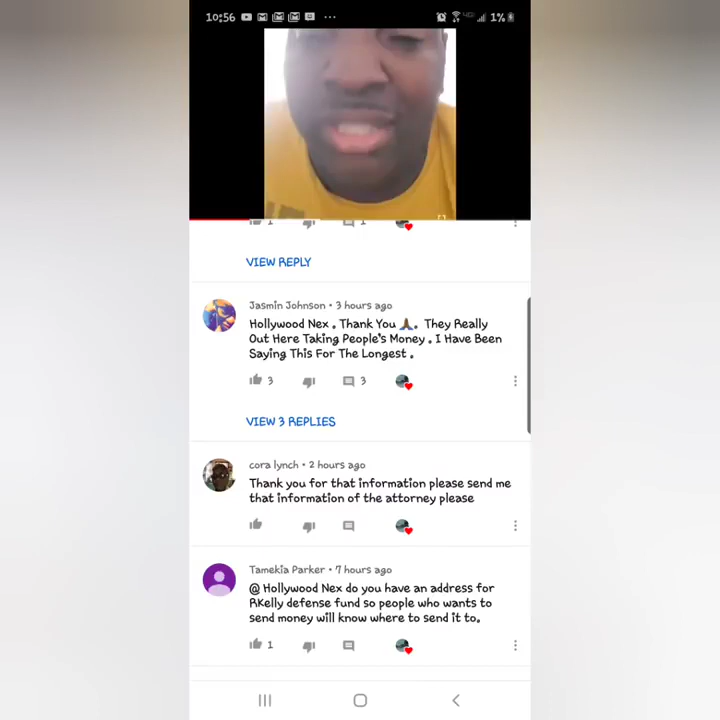 10:56
1%
1
1
VIEW REPLY
Jasmin Johnson • 3 hours ago
Hollywood Nex . Thank You 🙏🏾. They Really
Out Here Taking People's Money . I Have Been
Saying This For The Longest .
3
3
VIEW 3 REPLIES
cora lynch • 2 hours ago
Thank you for that information please send me
that information of the attorney please
Tamekia Parker • 7 hours ago
@ Hollywood Nex do you have an address for
RKelly defense fund so people who wants to
send money will know where to send it to.
1